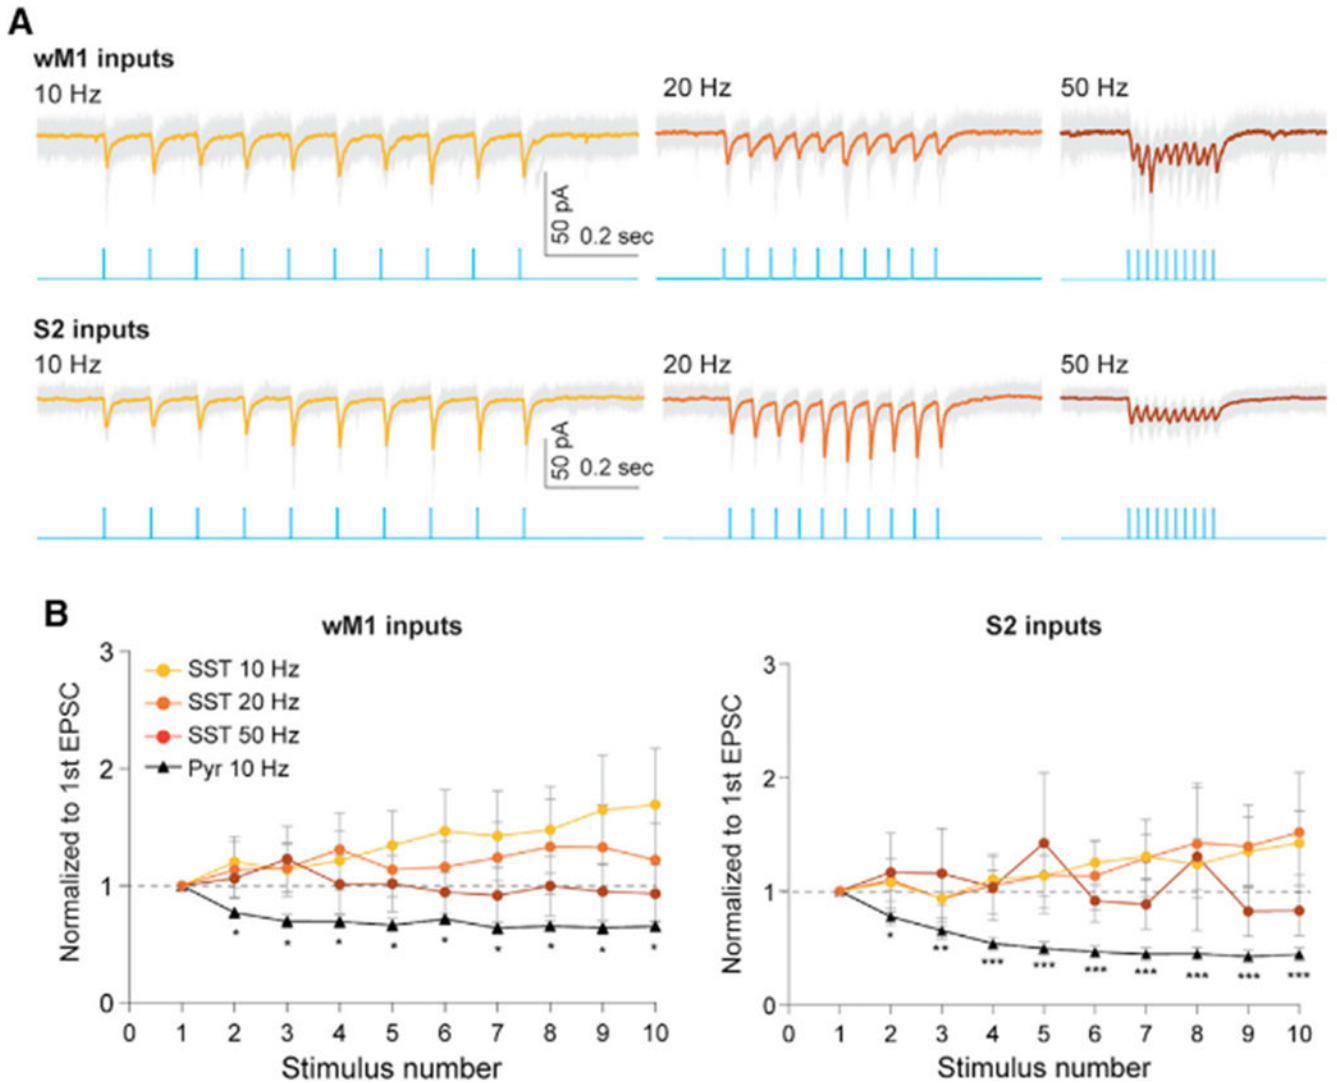 A
wM1 inputs
10 Hz
20 Hz
50 Hz
50 pA
0.2 sec
S2 inputs
10 Hz
20 Hz
50 Hz
50 pA
0.2 sec
B
wM1 inputs
Normalized to 1st EPSC
3
2
1
0
SST 10 Hz
SST 20 Hz
SST 50 Hz
Pyr 10 Hz
* * * * * * * * *
0 1 2 3 4 5 6 7 8 9 10
Stimulus number
S2 inputs
Normalized to 1st EPSC
3
2
1
0
* ** *** *** *** *** *** *** ***
0 1 2 3 4 5 6 7 8 9 10
Stimulus number